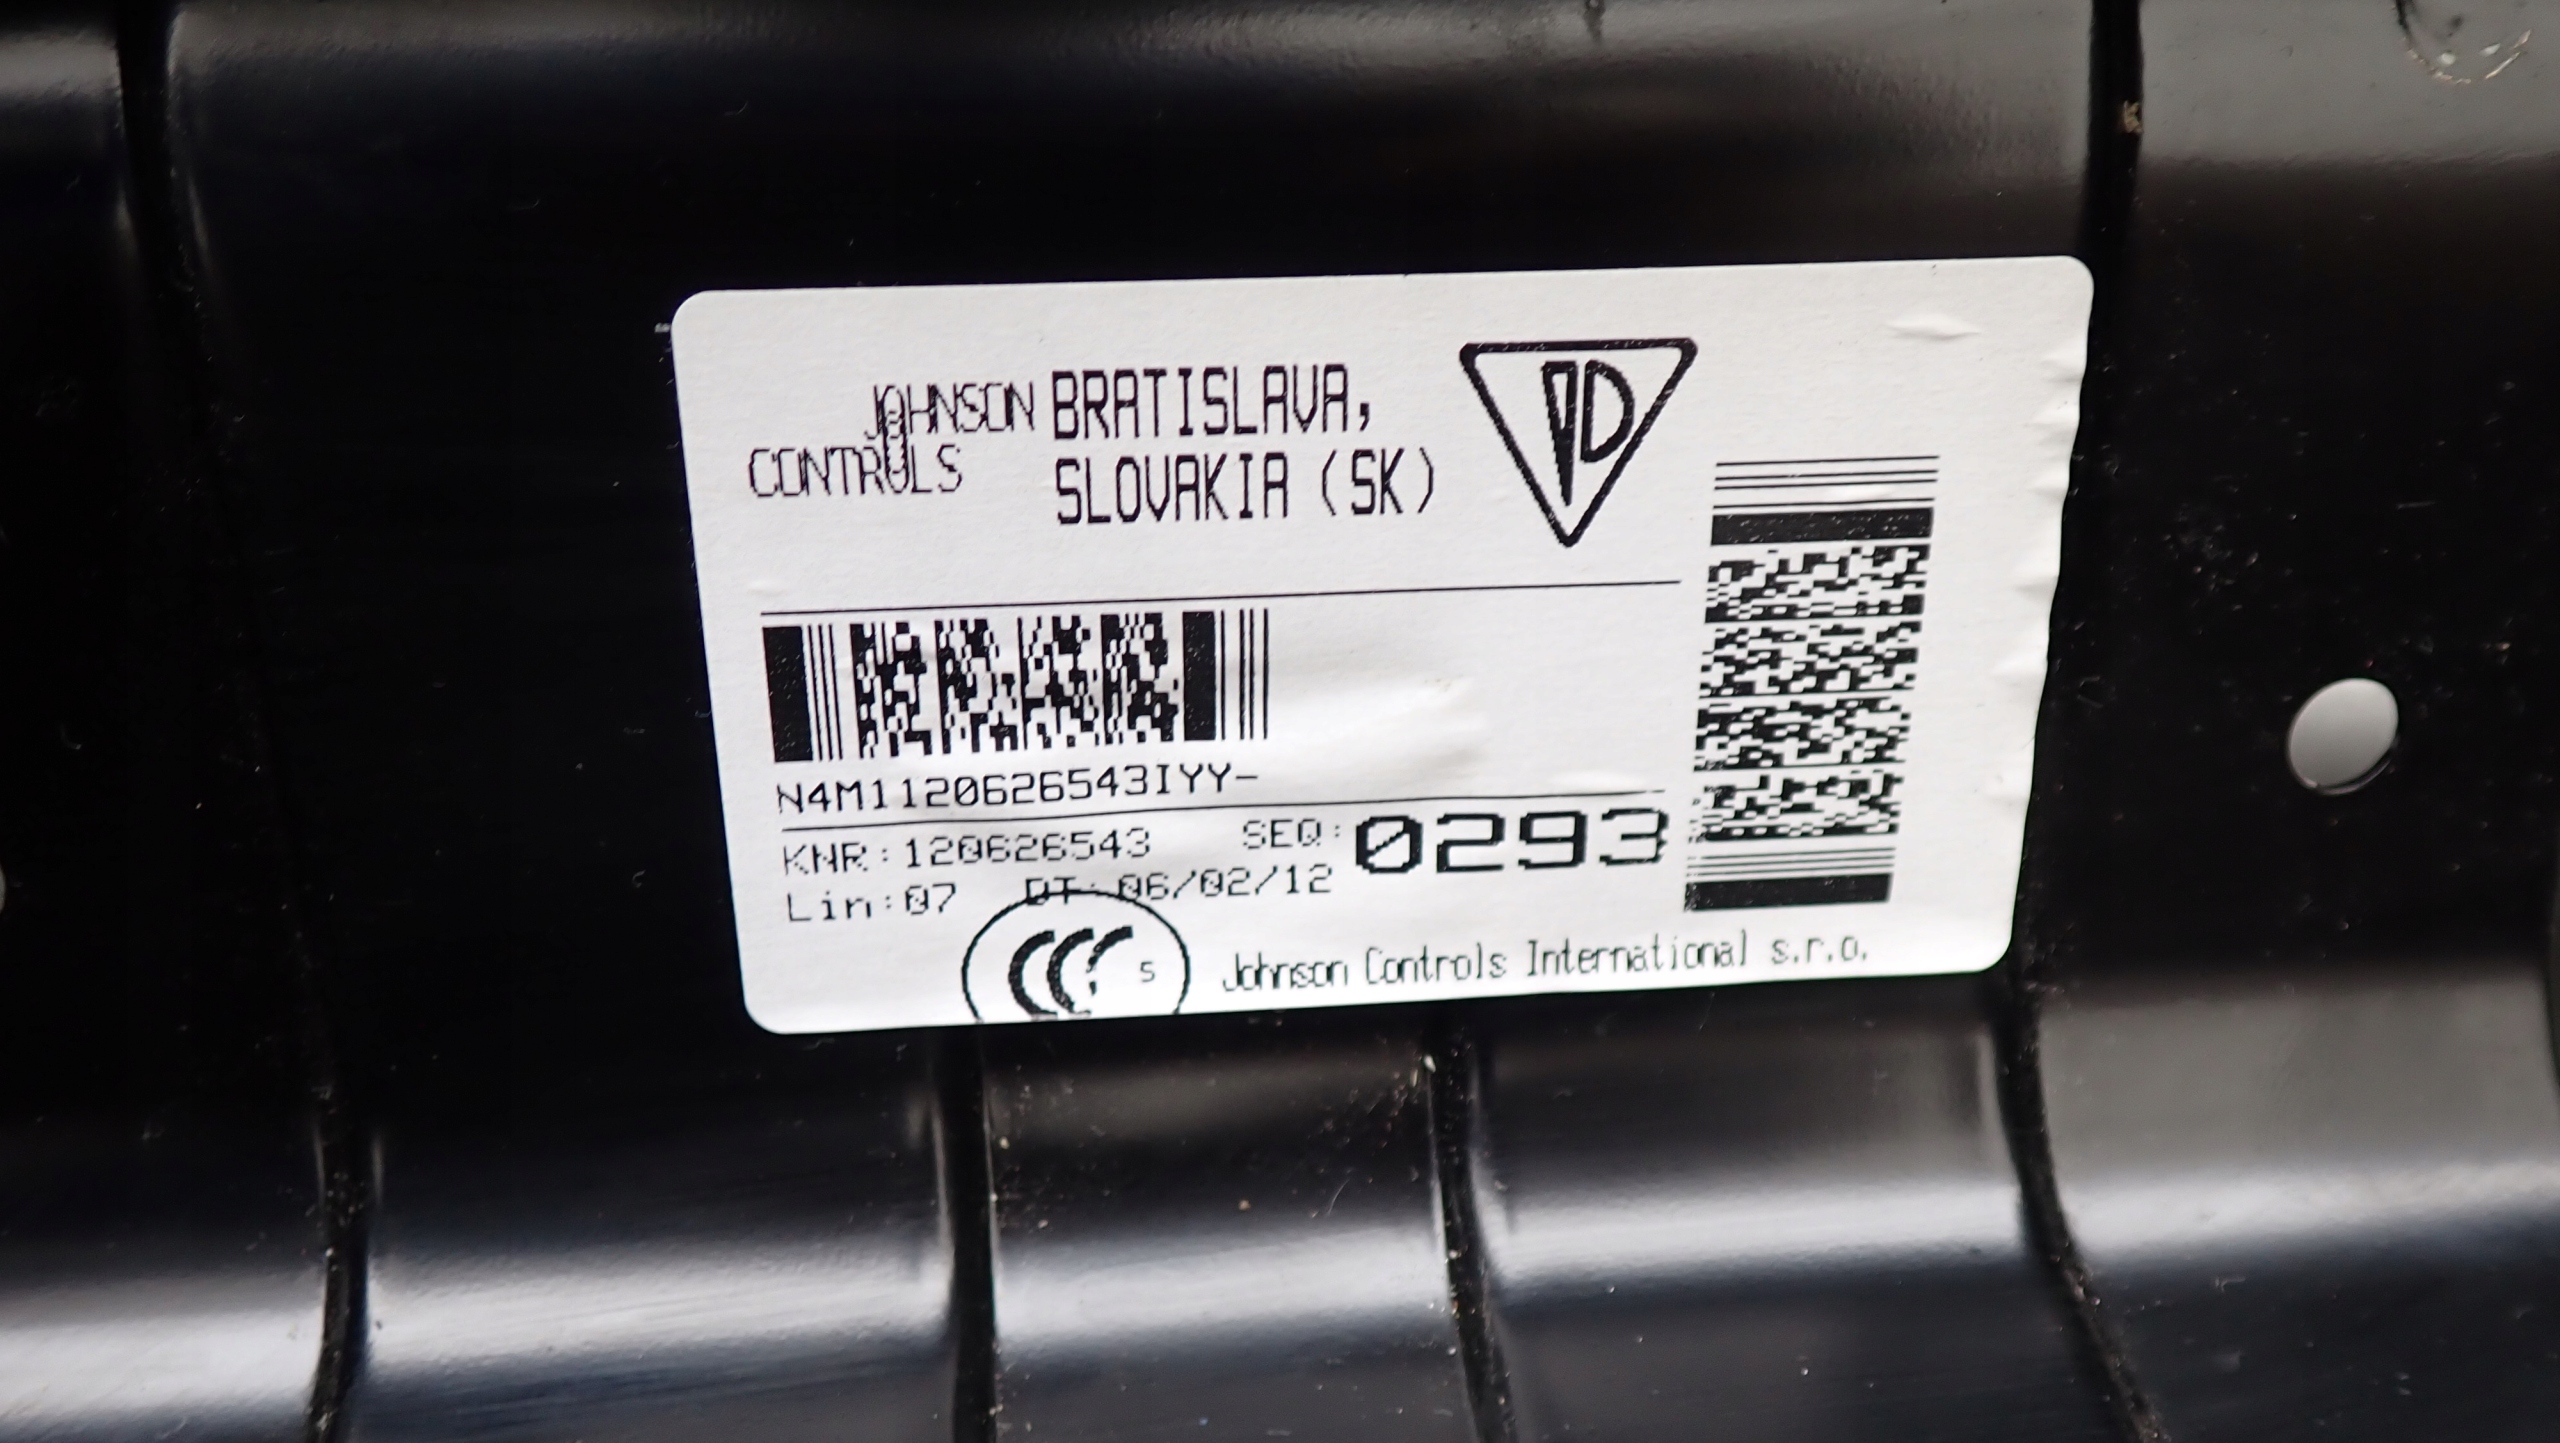 JOHNSON
CONTROLS
BRATISLAVA,
SLOVAKIA (SK)
N4M1120626543IYY-
KNR:120626543
SEQ:0293
Lin:07
DT:06/02/12
CCC S
Johnson Controls International s.r.o.